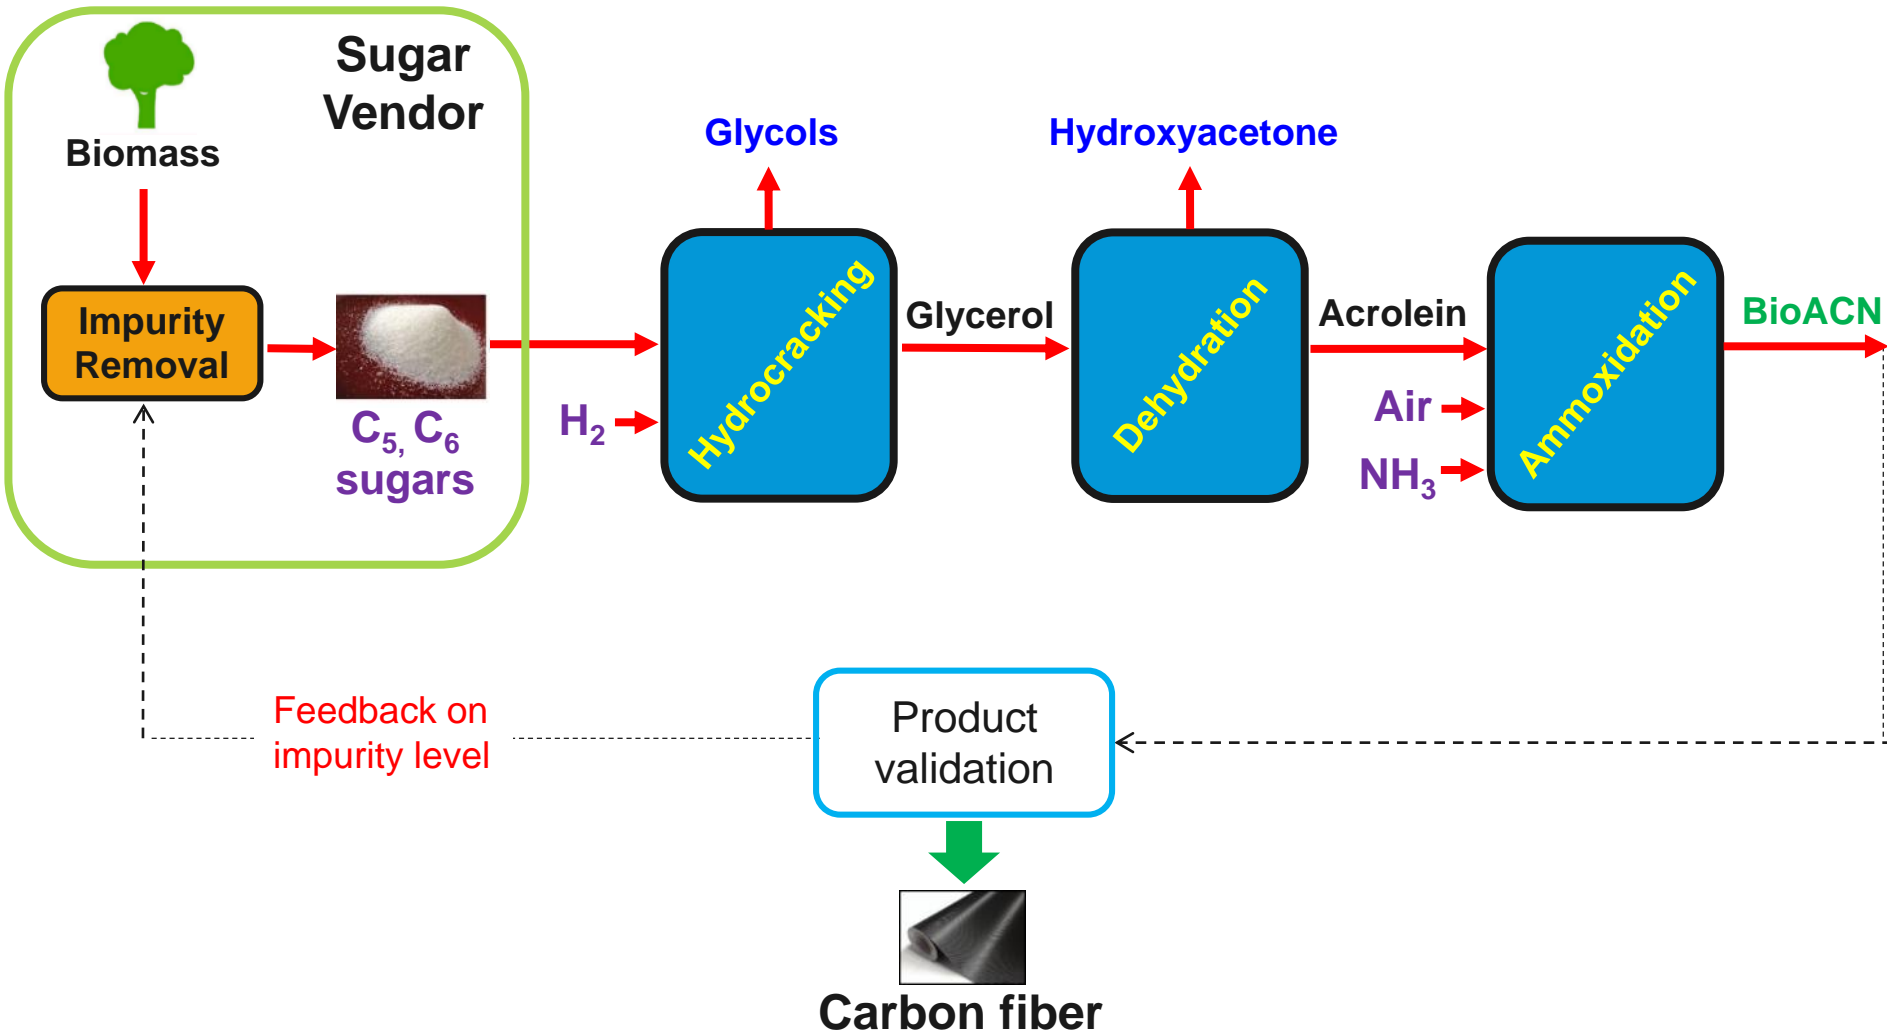 Sugar
Vendor
Biomass
Impurity
Removal
C5, C6
sugars
Glycols
H2
Hydrocracking
Glycerol
Hydroxyacetone
Dehydration
Acrolein
Air
NH3
Ammoxidation
BioACN
Feedback on
impurity level
Product
validation
Carbon fiber